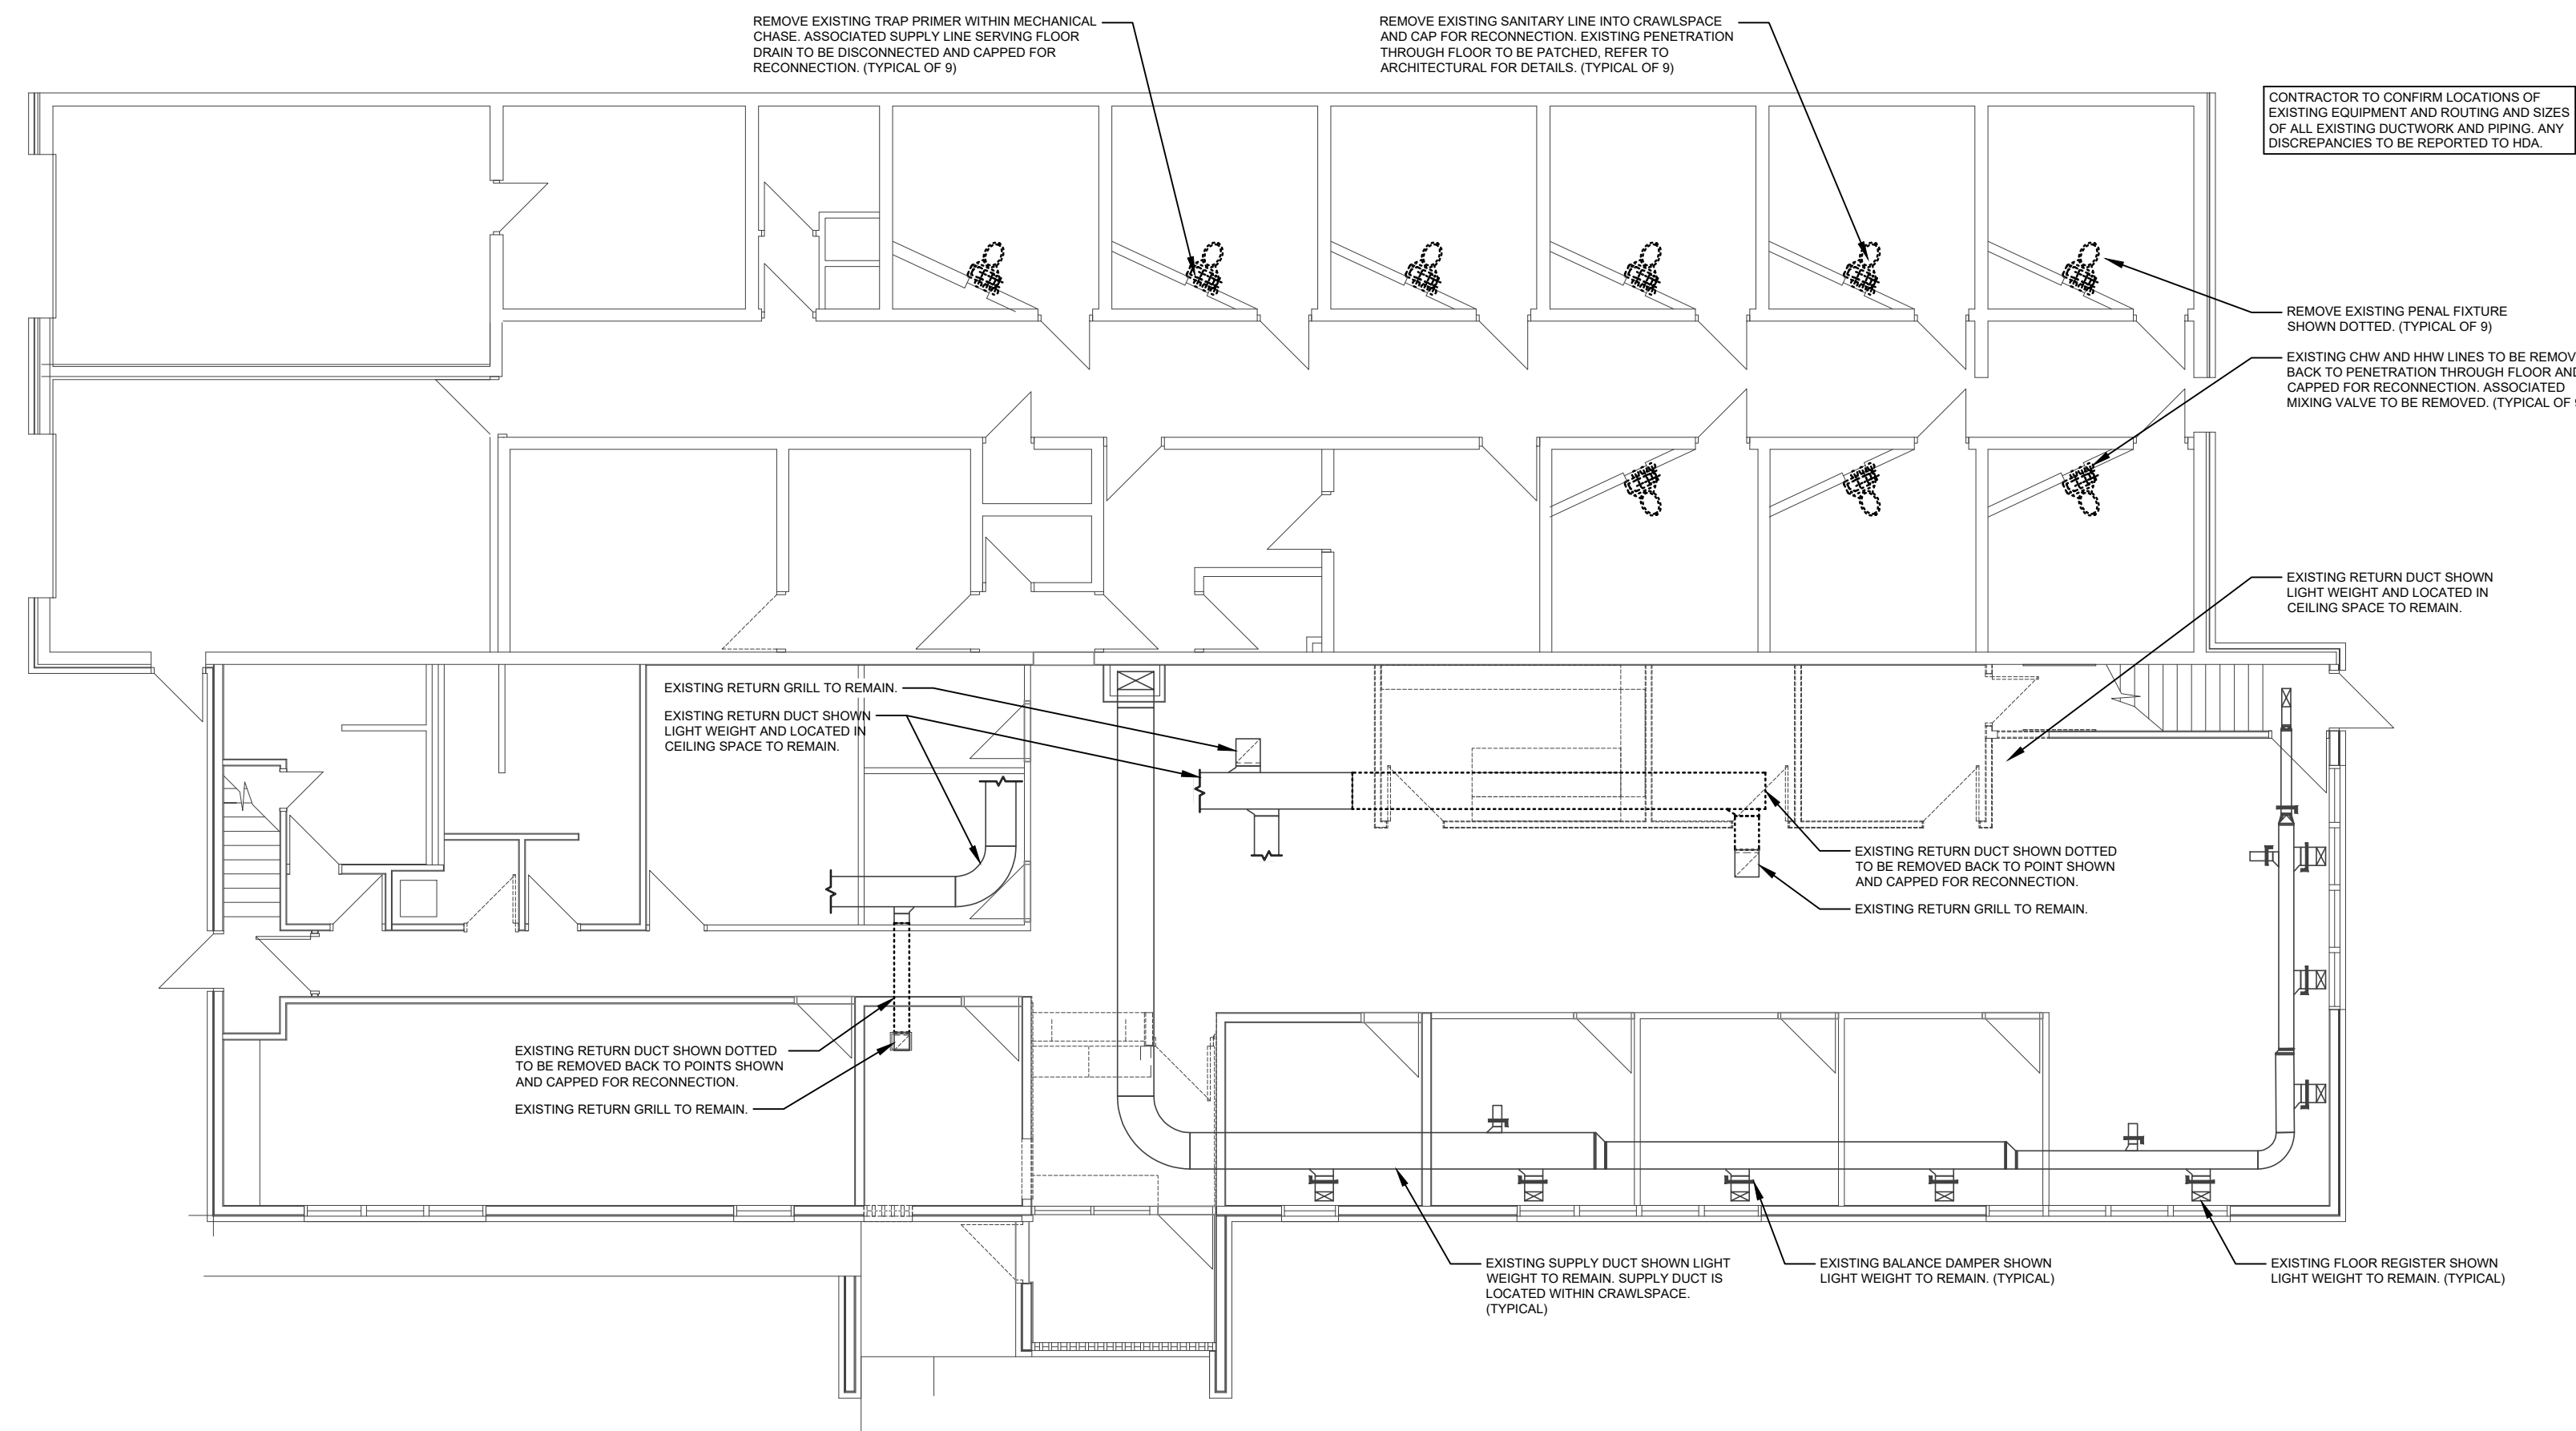 REMOVE EXISTING TRAP PRIMER WITHIN MECHANICAL
CHASE. ASSOCIATED SUPPLY LINE SERVING FLOOR
DRAIN TO BE DISCONNECTED AND CAPPED FOR
RECONNECTION. (TYPICAL OF 9)
REMOVE EXISTING SANITARY LINE INTO CRAWLSPACE
AND CAP FOR RECONNECTION. EXISTING PENETRATION
THROUGH FLOOR TO BE PATCHED, REFER TO
ARCHITECTURAL FOR DETAILS. (TYPICAL OF 9)
CONTRACTOR TO CONFIRM LOCATIONS OF
EXISTING EQUIPMENT AND ROUTING AND SIZES
OF ALL EXISTING DUCTWORK AND PIPING. ANY
DISCREPANCIES TO BE REPORTED TO HDA.
REMOVE EXISTING PENAL FIXTURE
SHOWN DOTTED. (TYPICAL OF 9)
EXISTING CHW AND HHW LINES TO BE
BACK TO PENETRATION THROUGH FLOOR
CAPPED FOR RECONNECTION. ASSOCIATED
MIXING VALVE TO BE REMOVED. (TYPICAL OF
EXISTING RETURN DUCT SHOWN
LIGHT WEIGHT AND LOCATED IN
CEILING SPACE TO REMAIN.
EXISTING RETURN GRILL TO REMAIN.
EXISTING RETURN DUCT SHOWN
LIGHT WEIGHT AND LOCATED IN
CEILING SPACE TO REMAIN.
EXISTING RETURN DUCT SHOWN DOTTED
TO BE REMOVED BACK TO POINT SHOWN
AND CAPPED FOR RECONNECTION.
EXISTING RETURN GRILL TO REMAIN.
EXISTING RETURN DUCT SHOWN DOTTED
TO BE REMOVED BACK TO POINTS SHOWN
AND CAPPED FOR RECONNECTION.
EXISTING RETURN GRILL TO REMAIN.
EXISTING SUPPLY DUCT SHOWN LIGHT
WEIGHT TO REMAIN. SUPPLY DUCT IS
LOCATED WITHIN CRAWLSPACE.
(TYPICAL)
EXISTING BALANCE DAMPER SHOWN
LIGHT WEIGHT TO REMAIN. (TYPICAL)
EXISTING FLOOR REGISTER SHOWN
LIGHT WEIGHT TO REMAIN. (TYPICAL)